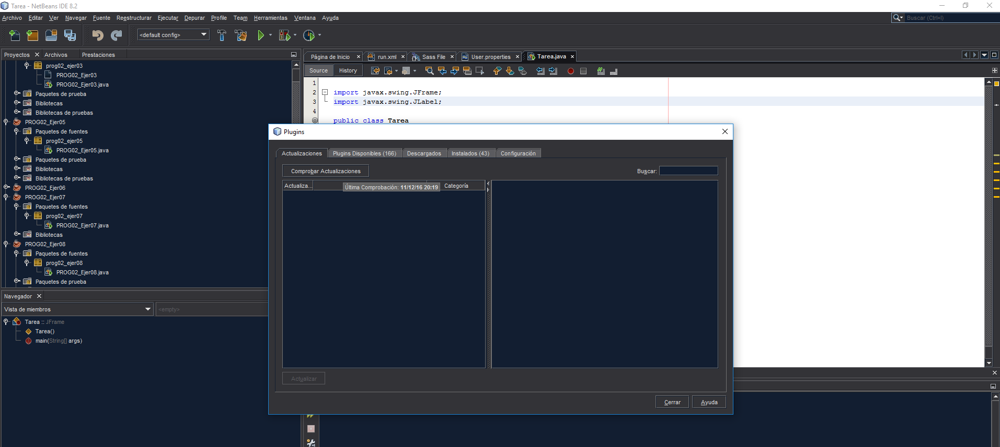 Tarea - NetBeans IDE 8.2
Archivo Editar Ver Navegar Fuente Reestructurar Ejecutar Depurar Profile Team Herramientas Ventana Ayuda
Buscar (Ctrl+I)
<default config>
Proyectos Archivos Prestaciones
prog02_ejer03
PROG02_Ejer03
PROG02_Ejer03.java
Paquetes de prueba
Bibliotecas
Bibliotecas de pruebas
PROG02_Ejer05
Paquetes de fuentes
prog02_ejer05
PROG02_Ejer05.java
Paquetes de prueba
Bibliotecas
Bibliotecas de pruebas
PROG02_Ejer06
PROG02_Ejer07
Paquetes de fuentes
prog02_ejer07
PROG02_Ejer07.java
Bibliotecas
PROG02_Ejer08
Paquetes de fuentes
prog02_ejer08
PROG02_Ejer08.java
Paquetes de prueba
Navegador
Vista de miembros
<empty>
Tarea :: JFrame
Tarea()
main(String[] args)
Página de Inicio run.xml Sass File User.properties Tarea.java
Source History
1
2 import javax.swing.JFrame;
3 import javax.swing.JLabel;
4
public class Tarea
Plugins
Actualizaciones Plugins Disponibles (166) Descargados Instalados (43) Configuración
Comprobar Actualizaciones Buscar:
Actualiza... Categoría
Última Comprobación: 11/12/16 20:19
Actualizar
Cerrar Ayuda